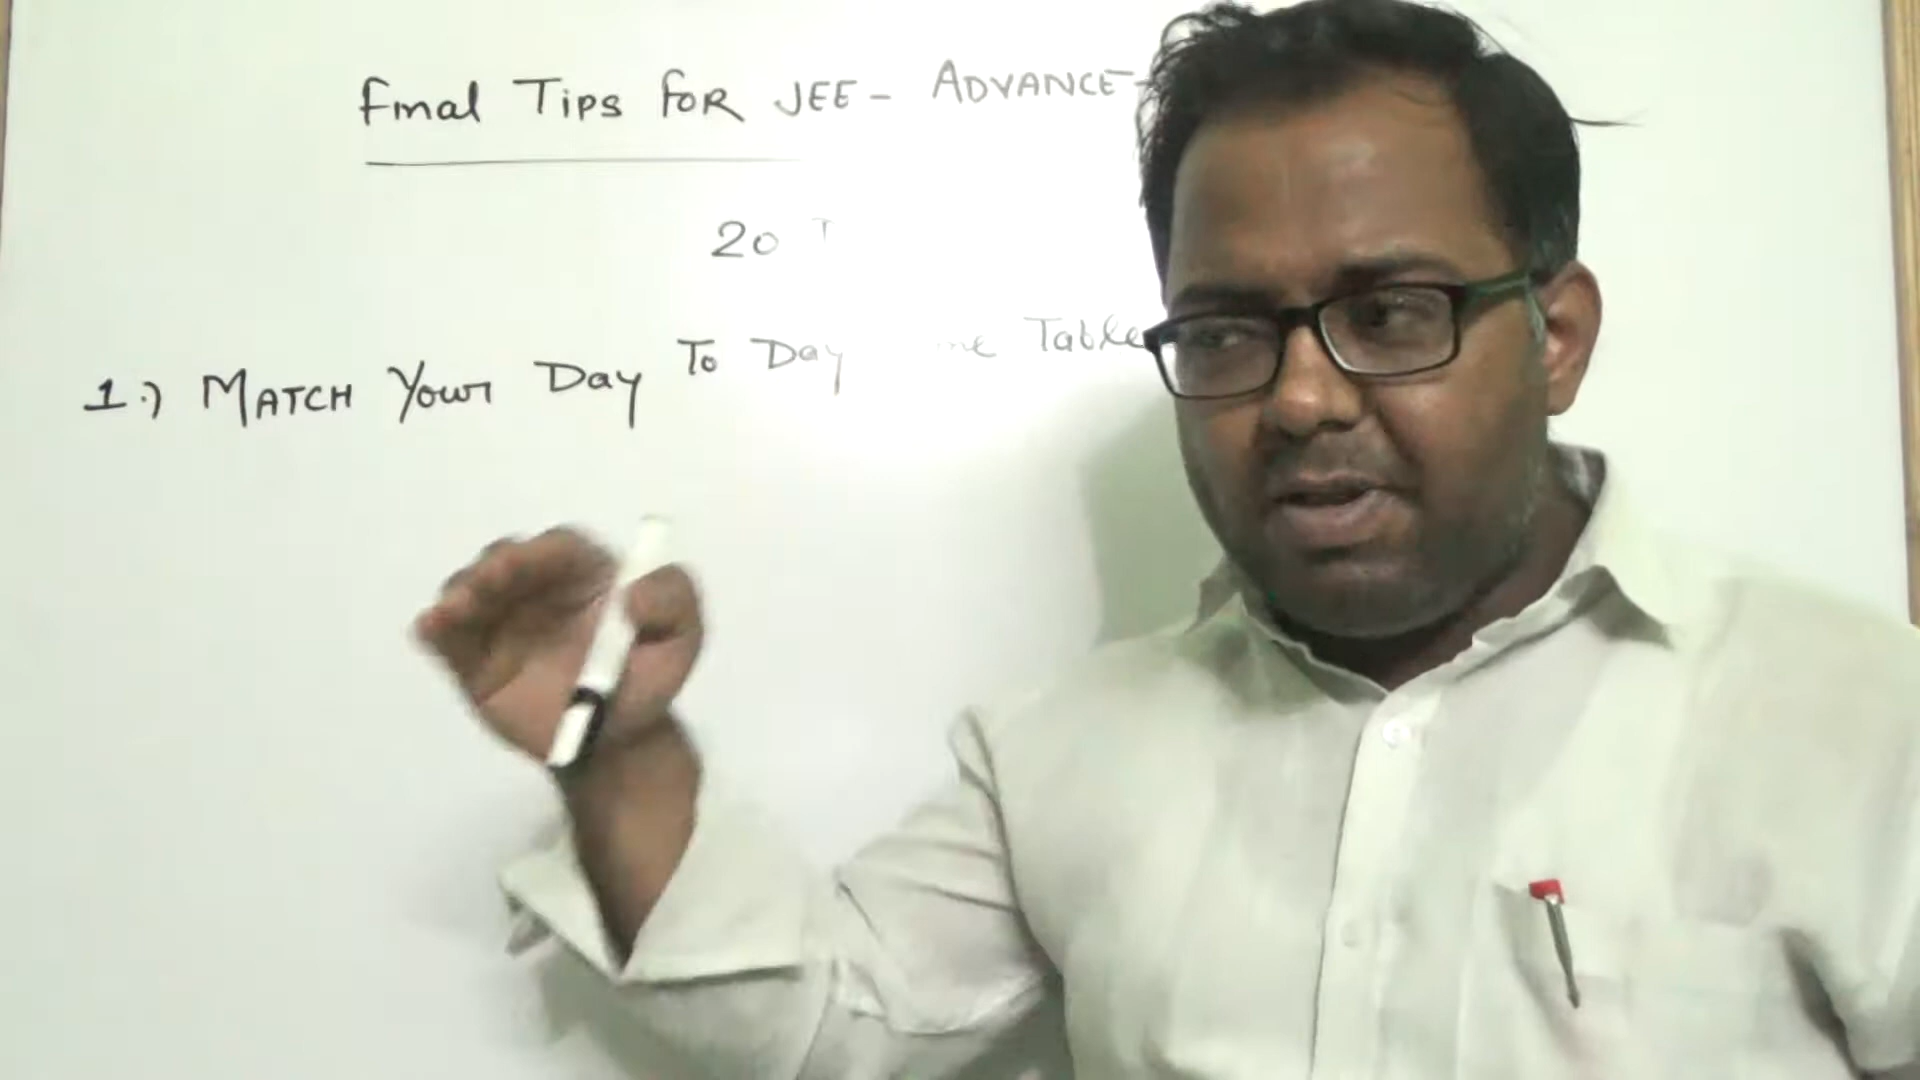 Final Tips FOR JEE - ADVANCE -
20 T
1.) MATCH Your Day To Day me Table